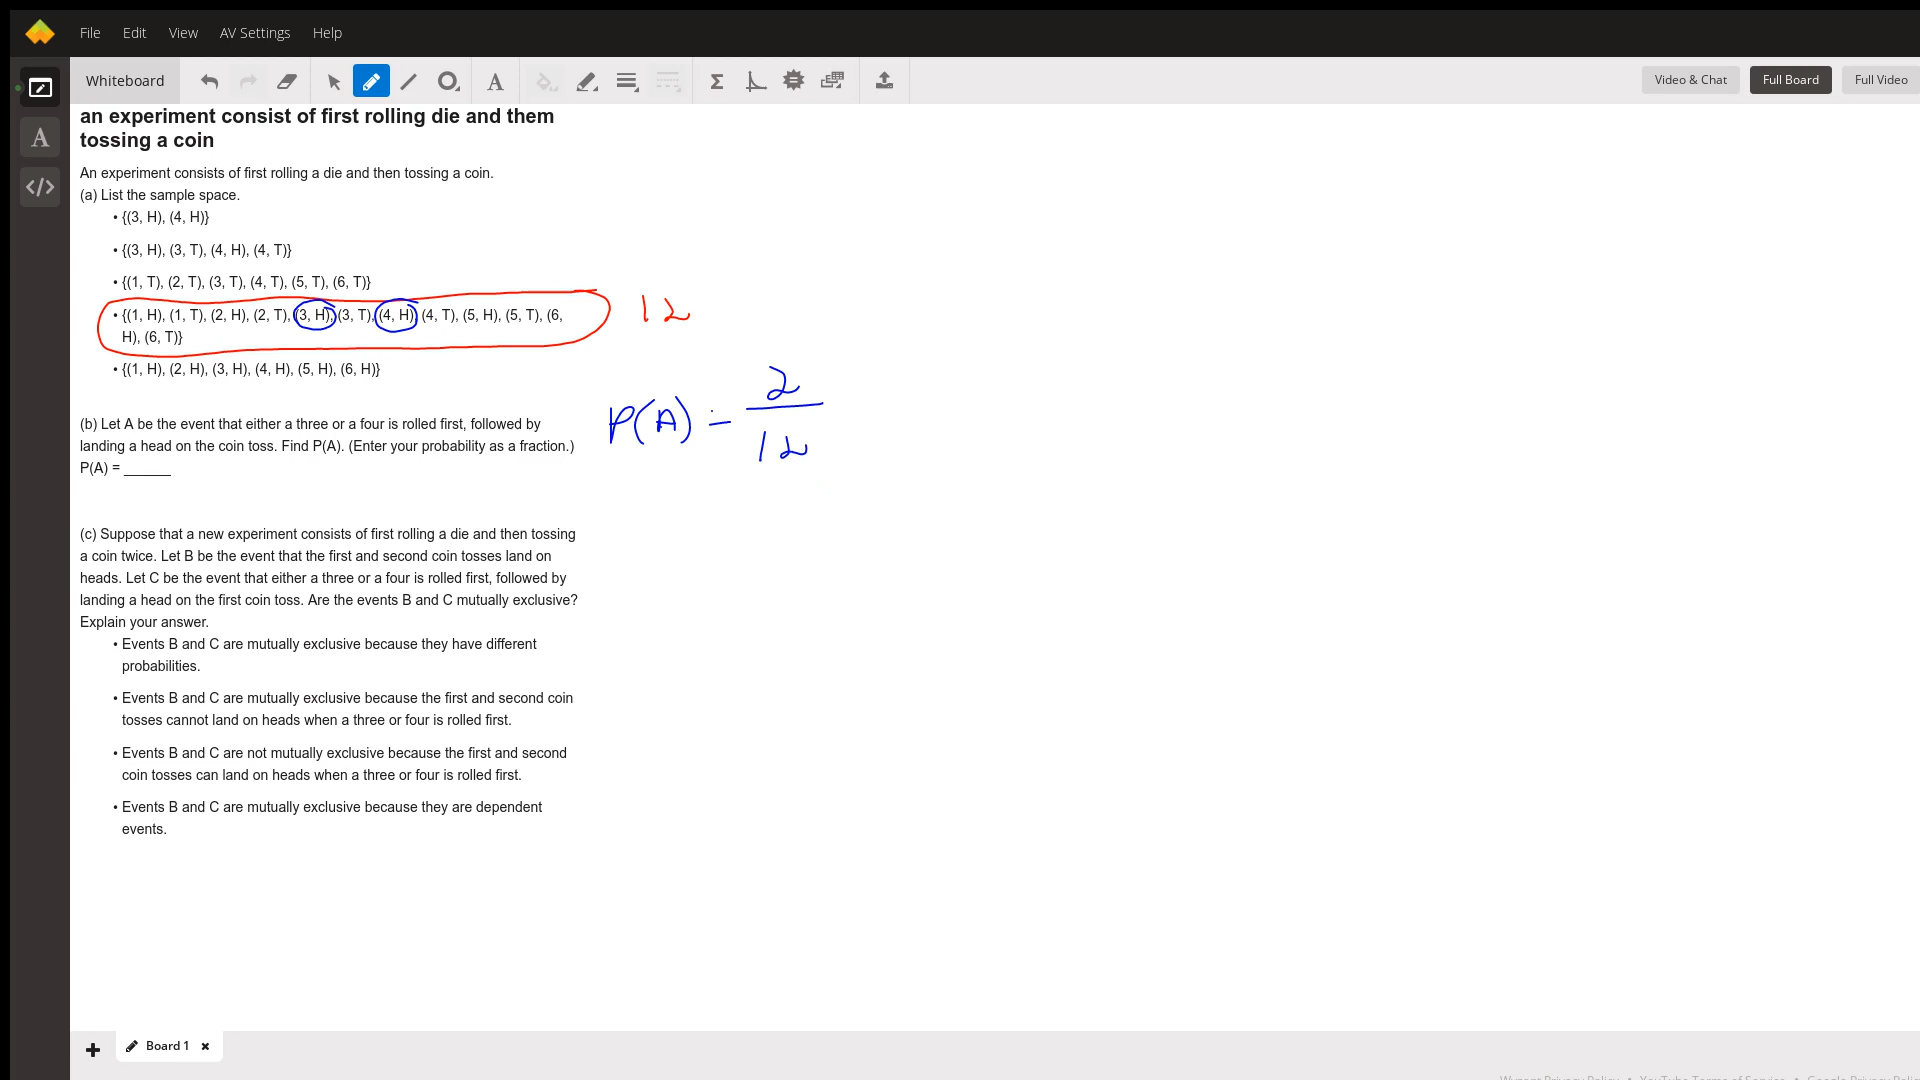 File Edit View AV Settings Help
Whiteboard A Σ Video & Chat Full Board Full Video
A
</>
an experiment consist of first rolling die and them
tossing a coin
An experiment consists of first rolling a die and then tossing a coin.
(a) List the sample space.
• {(3, H), (4, H)}
• {(3, H), (3, T), (4, H), (4, T)}
• {(1, T), (2, T), (3, T), (4, T), (5, T), (6, T)}
• {(1, H), (1, T), (2, H), (2, T), (3, H), (3, T), (4, H), (4, T), (5, H), (5, T), (6,
H), (6, T)}
12
• {(1, H), (2, H), (3, H), (4, H), (5, H), (6, H)}
P(A) = 2
12
(b) Let A be the event that either a three or a four is rolled first, followed by
landing a head on the coin toss. Find P(A). (Enter your probability as a fraction.)
P(A) = ______
(c) Suppose that a new experiment consists of first rolling a die and then tossing
a coin twice. Let B be the event that the first and second coin tosses land on
heads. Let C be the event that either a three or a four is rolled first, followed by
landing a head on the first coin toss. Are the events B and C mutually exclusive?
Explain your answer.
• Events B and C are mutually exclusive because they have different
probabilities.
• Events B and C are mutually exclusive because the first and second coin
tosses cannot land on heads when a three or four is rolled first.
• Events B and C are not mutually exclusive because the first and second
coin tosses can land on heads when a three or four is rolled first.
• Events B and C are mutually exclusive because they are dependent
events.
Board 1
Wyzant Privacy Policy • YouTube Terms of Service • Google Privacy